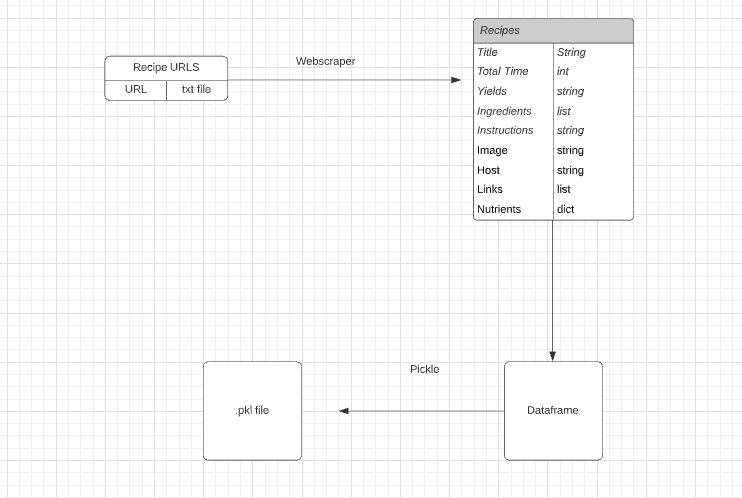 Recipes
Webscraper
Recipe URLS
URL txt file
Title String
Total Time int
Yields string
Ingredients list
Instructions string
Image string
Host string
Links list
Nutrients dict
Pickle
.pkl file
Dataframe